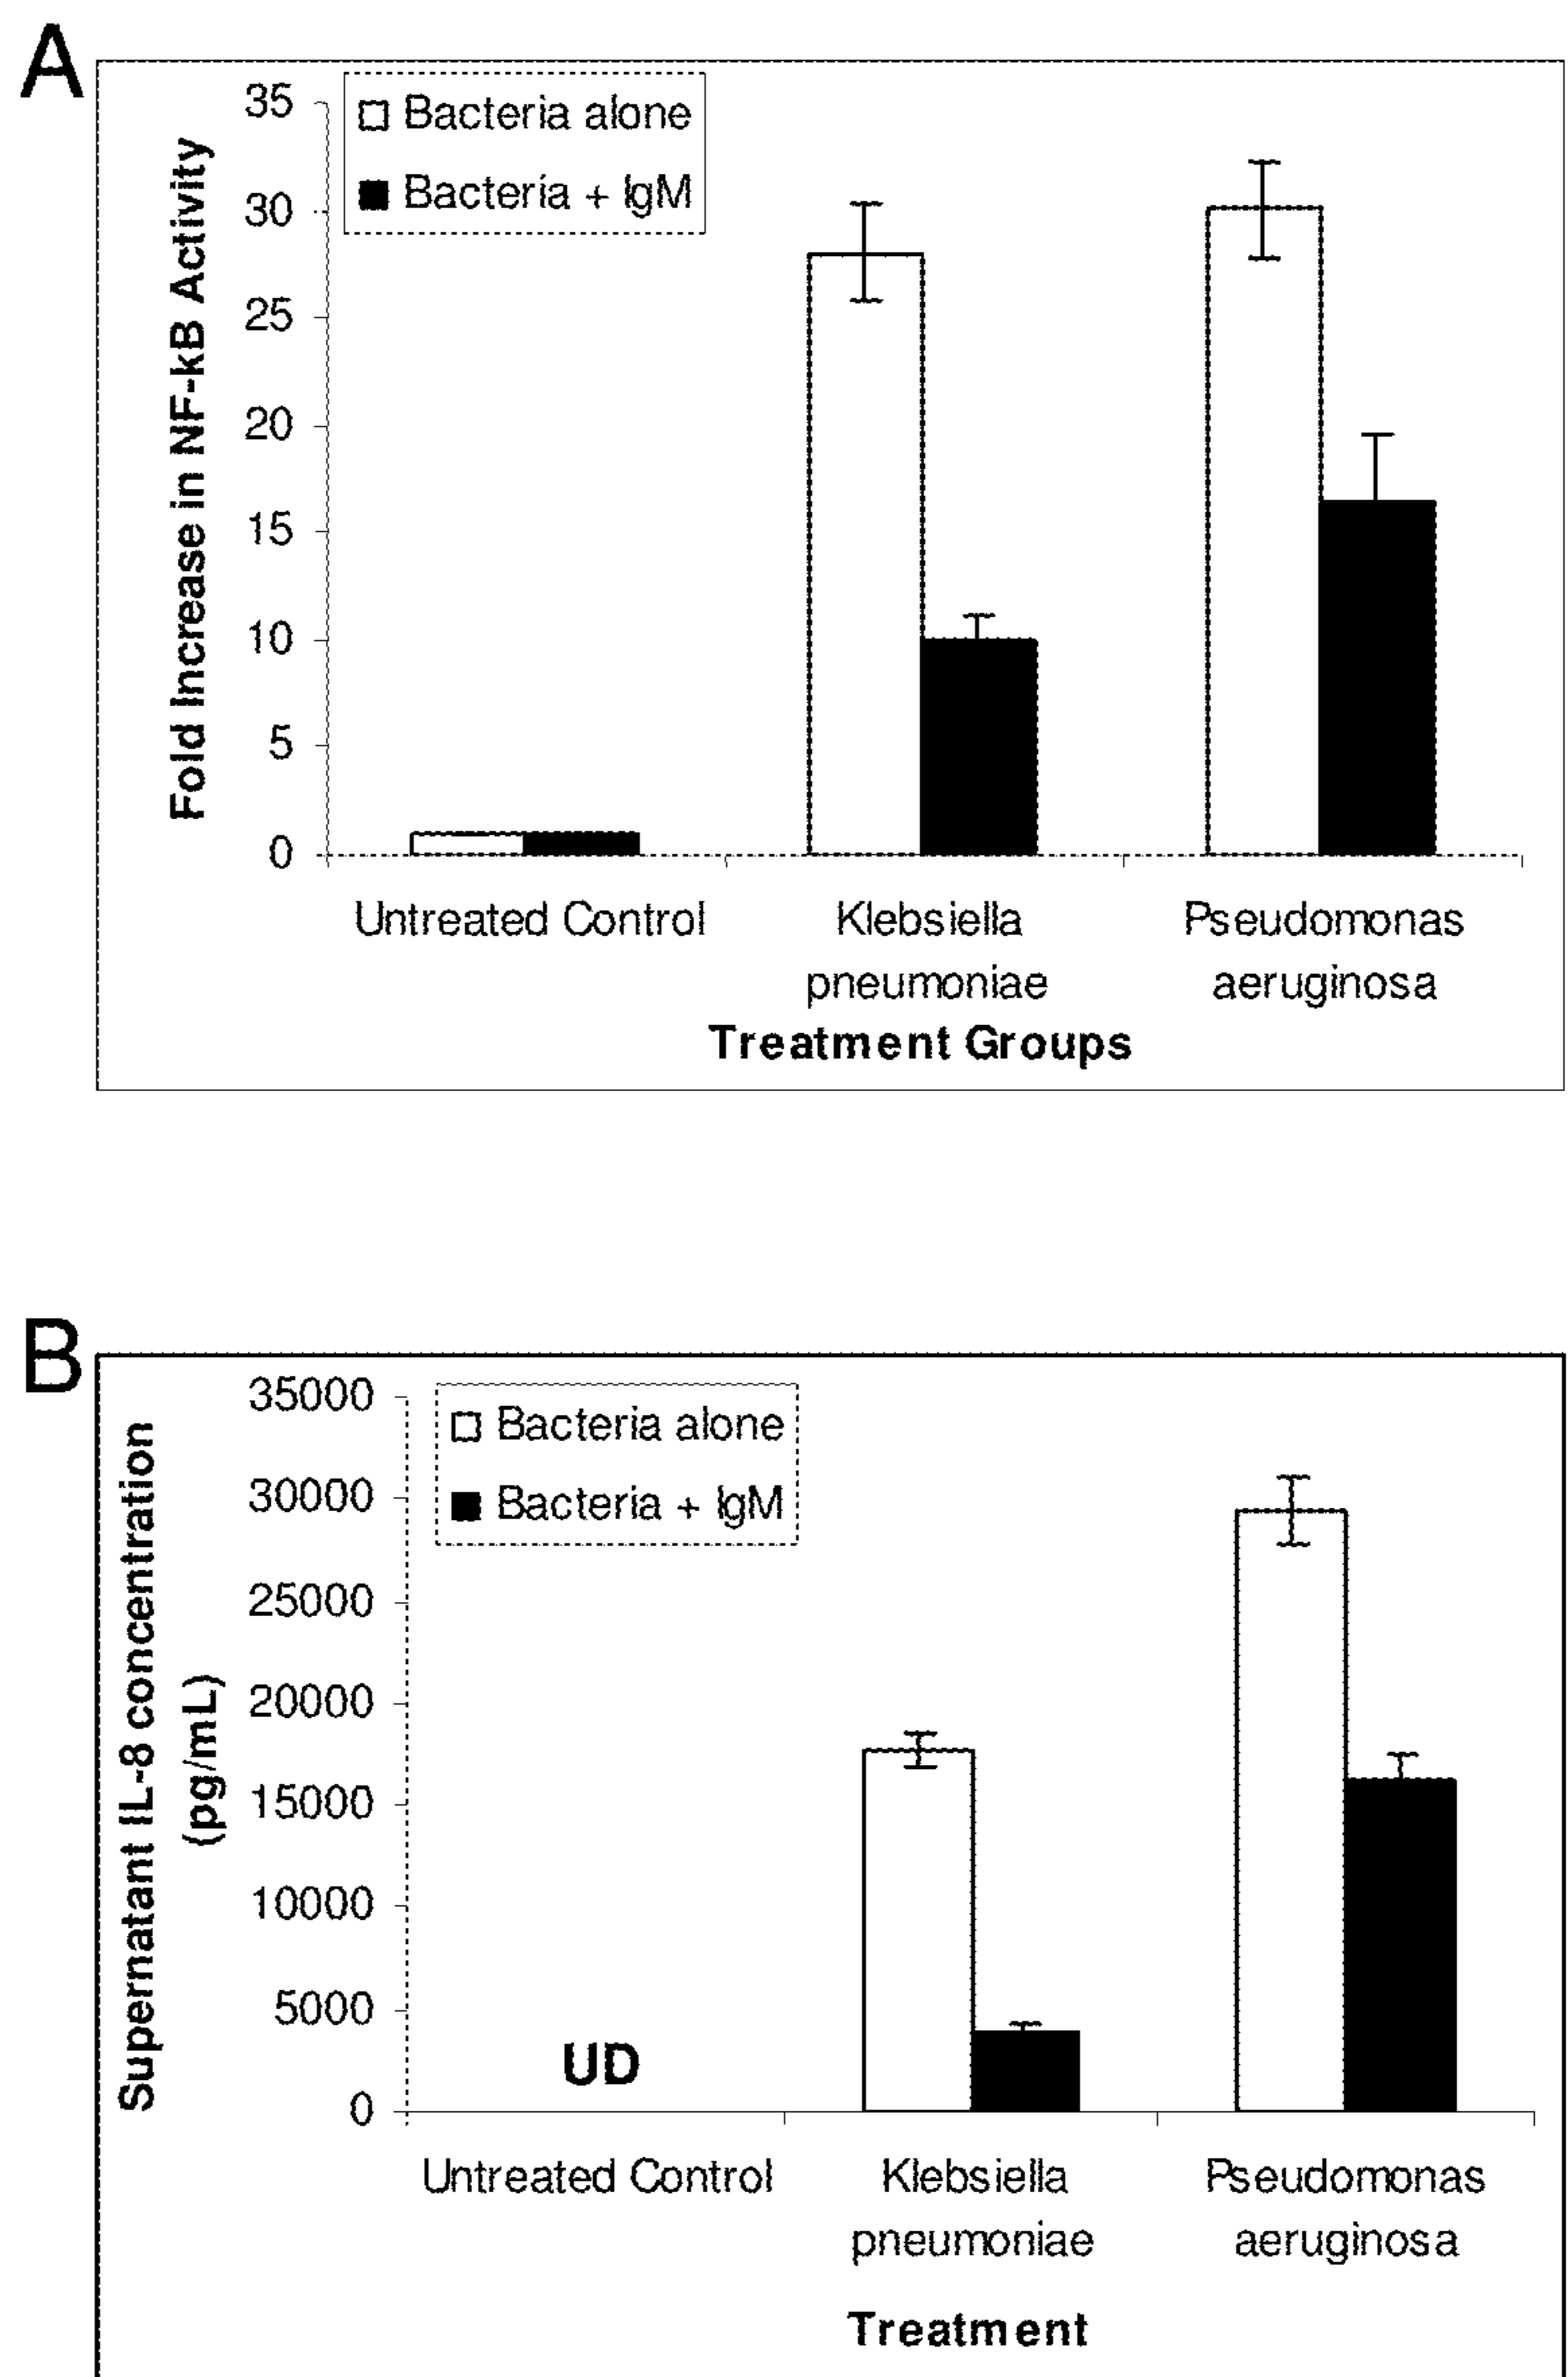 A
Fold Increase in NF-kB Activity
35
30
25
20
15
10
5
0
Bacteria alone
Bacteria + IgM
Untreated Control
Klebsiella
pneumoniae
Pseudomonas
aeruginosa
Treatment Groups
B
Supernatant IL-8 concentration
(pg/mL)
35000
30000
25000
20000
15000
10000
5000
0
Bacteria alone
Bacteria + IgM
UD
Untreated Control
Klebsiella
pneumoniae
Pseudomonas
aeruginosa
Treatment